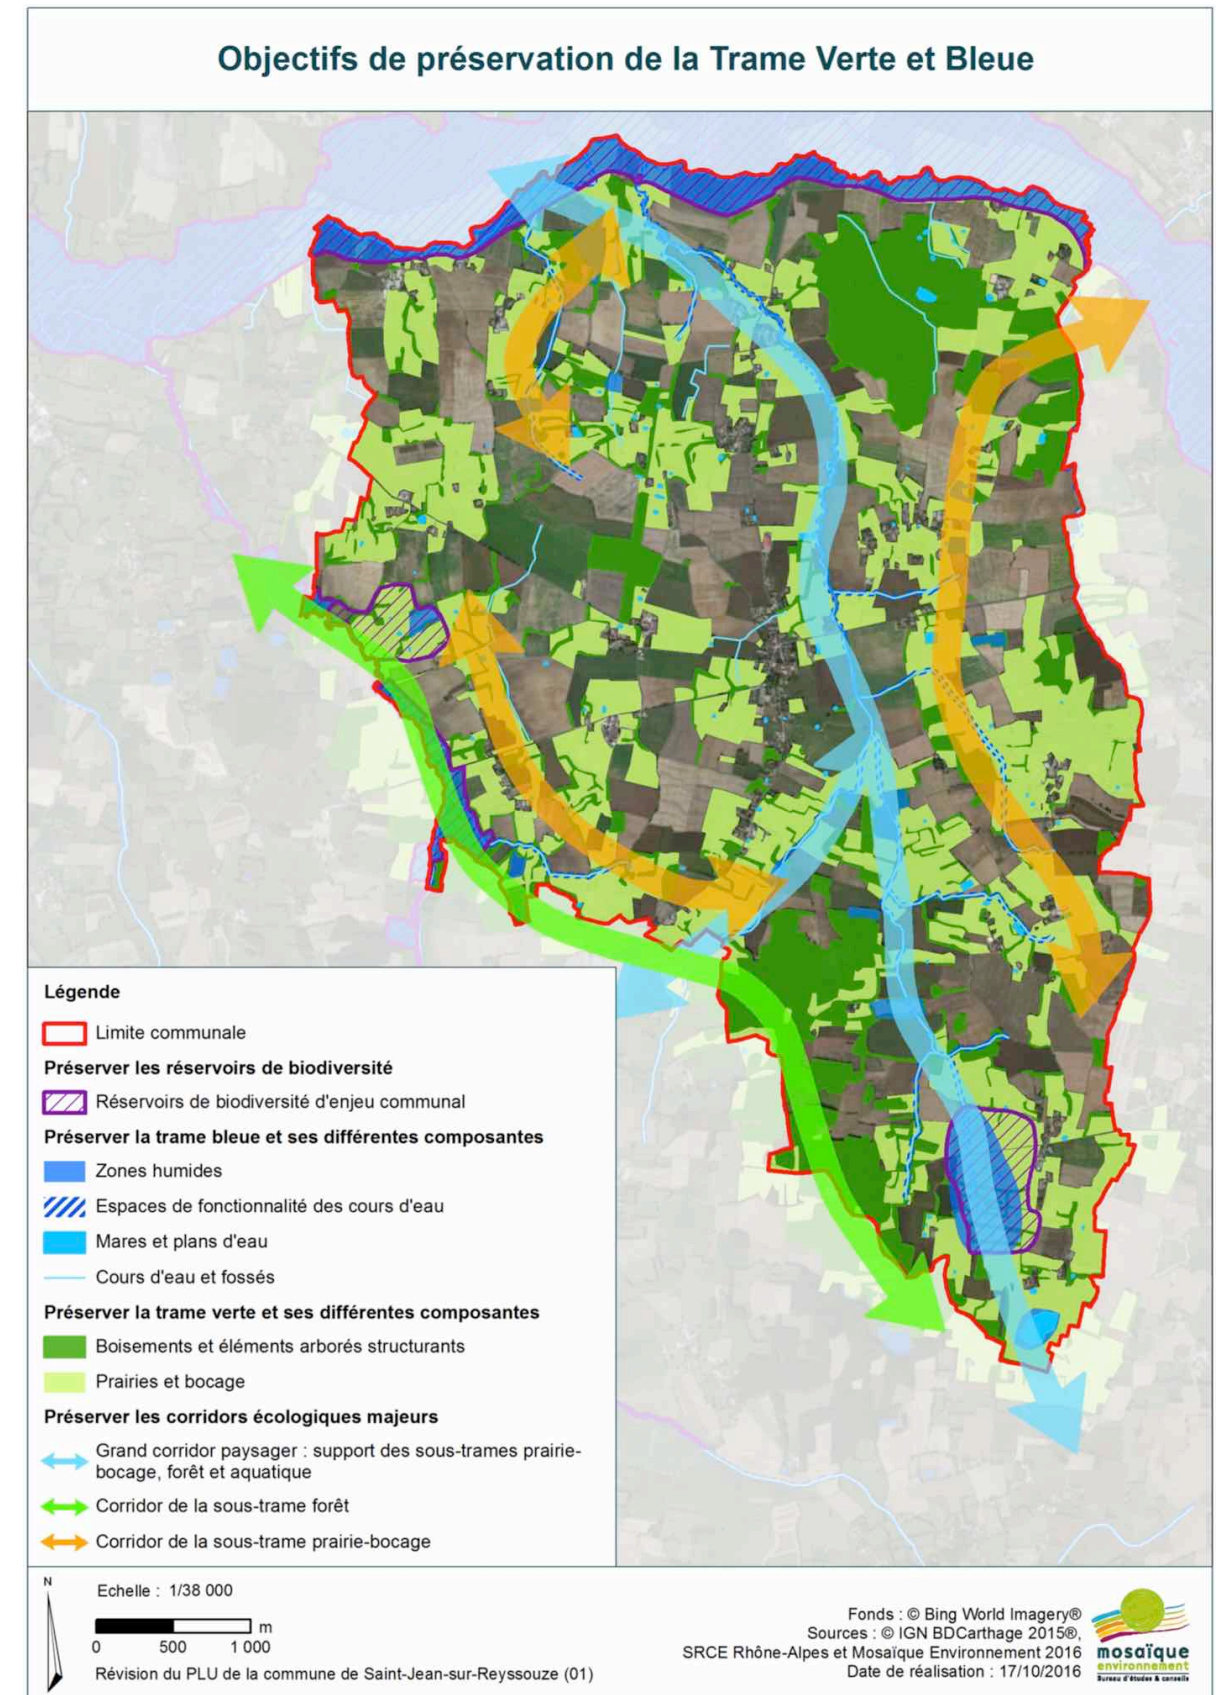 Objectifs de préservation de la Trame Verte et Bleue
Légende
Limite communale
Préserver les réservoirs de biodiversité
Réservoirs de biodiversité d'enjeu communal
Préserver la trame bleue et ses différentes composantes
Zones humides
Espaces de fonctionnalité des cours d'eau
Mares et plans d'eau
Cours d'eau et fossés
Préserver la trame verte et ses différentes composantes
Boisements et éléments arborés structurants
Prairies et bocage
Préserver les corridors écologiques majeurs
Grand corridor paysager : support des sous-trames prairie-
bocage, forêt et aquatique
Corridor de la sous-trame forêt
Corridor de la sous-trame prairie-bocage
N
Echelle : 1/38 000
m
0 500 1 000
Révision du PLU de la commune de Saint-Jean-sur-Reyssouze (01)
Fonds : © Bing World Imagery®
Sources : © IGN BDCarthage 2015®,
SRCE Rhône-Alpes et Mosaïque Environnement 2016
Date de réalisation : 17/10/2016
mosaïque
environnement
Bureau d'études & conseils